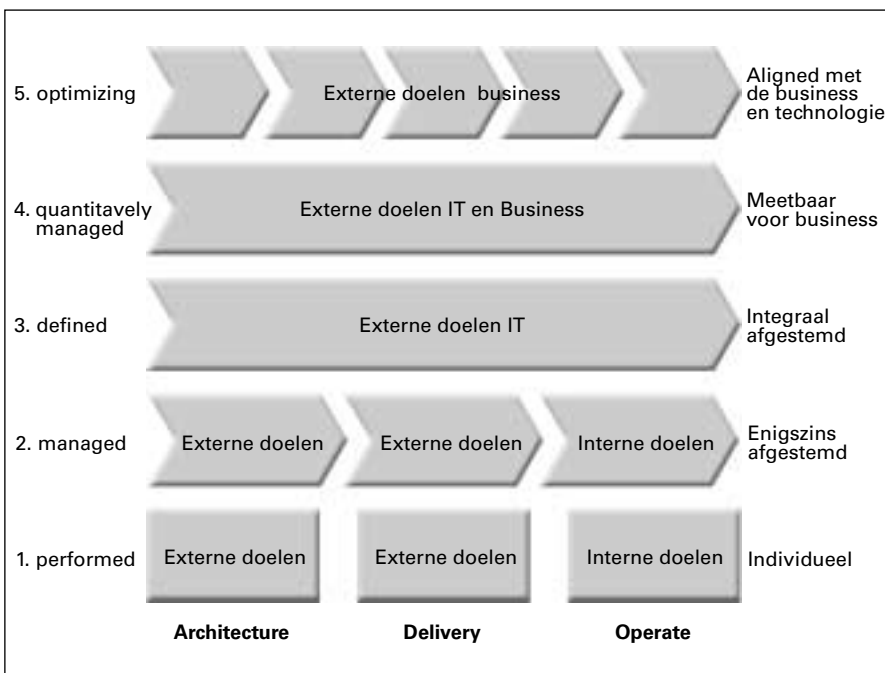 5. optimizing
Externe doelen business
Aligned met
de business
en technologie
4. quantitavely
managed
Externe doelen IT en Business
Meetbaar
voor business
3. defined
Externe doelen IT
Integraal
afgestemd
2. managed
Externe doelen
Externe doelen
Interne doelen
Enigszins
afgestemd
1. performed
Externe doelen
Externe doelen
Interne doelen
Individueel
Architecture
Delivery
Operate